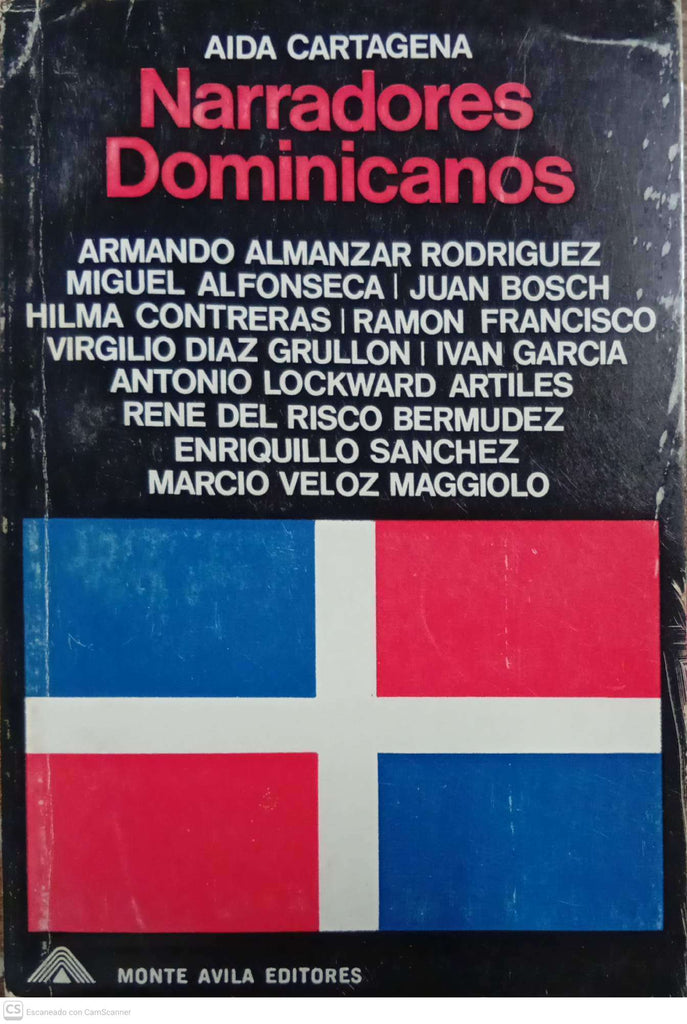 AIDA CARTAGENA
Narradores
Dominicanos
ARMANDO ALMANZAR RODRIGUEZ
MIGUEL ALFONSECA | JUAN BOSCH
HILMA CONTRERAS | RAMON FRANCISCO
VIRGILIO DIAZ GRULLON | IVAN GARCIA
ANTONIO LOCKWARD ARTILES
RENE DEL RISCO BERMUDEZ
ENRIQUILLO SANCHEZ
MARCIO VELOZ MAGGIOLO
MONTE AVILA EDITORES
CS Escaneado con CamScanner